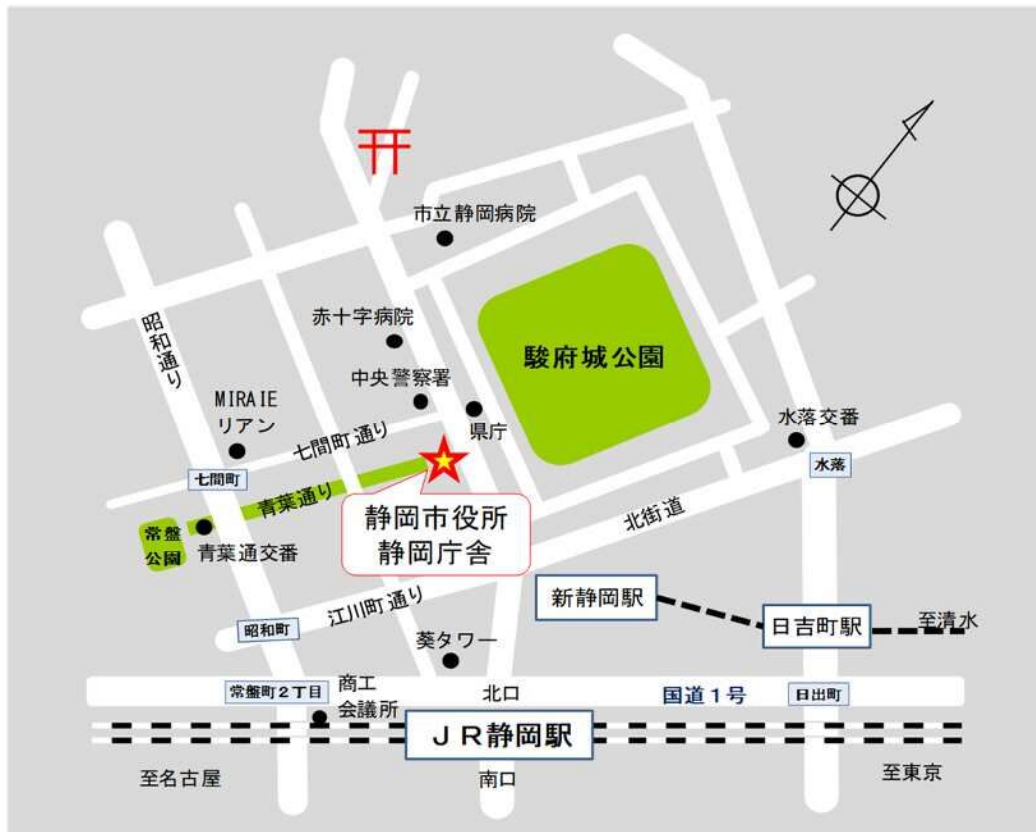 市立静岡病院
昭和通り
赤十字病院
駿府城公園
中央警察署
MIRAIE
リアン
七間町通り
県庁
水落交番
水落
七間町
青葉通り
静岡市役所
静岡庁舎
北街道
常盤
公園
青葉通交番
新静岡駅
日吉町駅
至清水
昭和町
江川町通り
葵タワー
常盤町2丁目
商工
会議所
北口
国道1号
日出町
JR静岡駅
至名古屋
南口
至東京